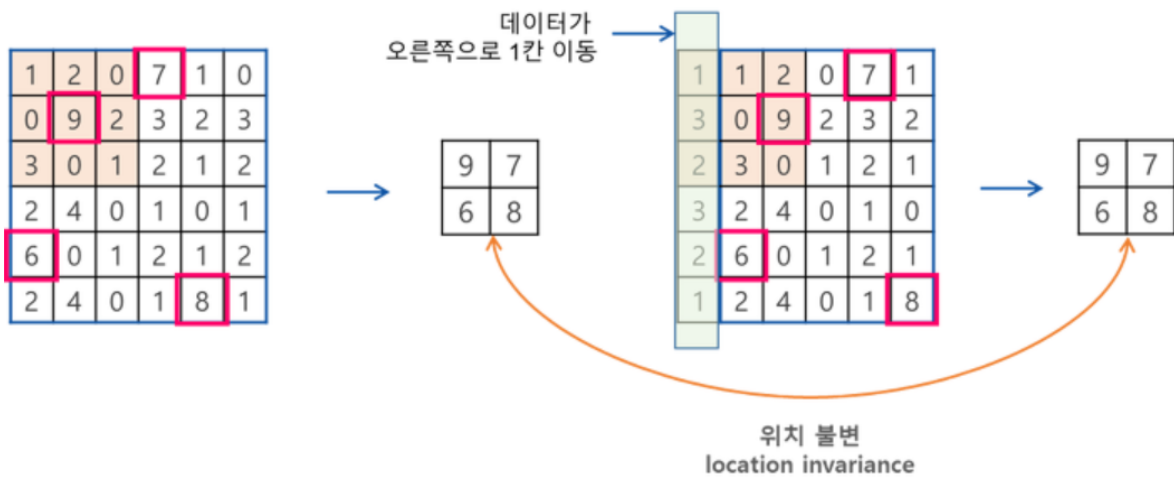 데이터가
오른쪽으로 1칸 이동
1 2 0 7 1 0
0 9 2 3 2 3
3 0 1 2 1 2
2 4 0 1 0 1
6 0 1 2 1 2
2 4 0 1 8 1
9 7
6 8
1 1 2 0 7 1
3 0 9 2 3 2
2 3 0 1 2 1
3 2 4 0 1 0
2 6 0 1 2 1
1 2 4 0 1 8
9 7
6 8
위치 불변
location invariance